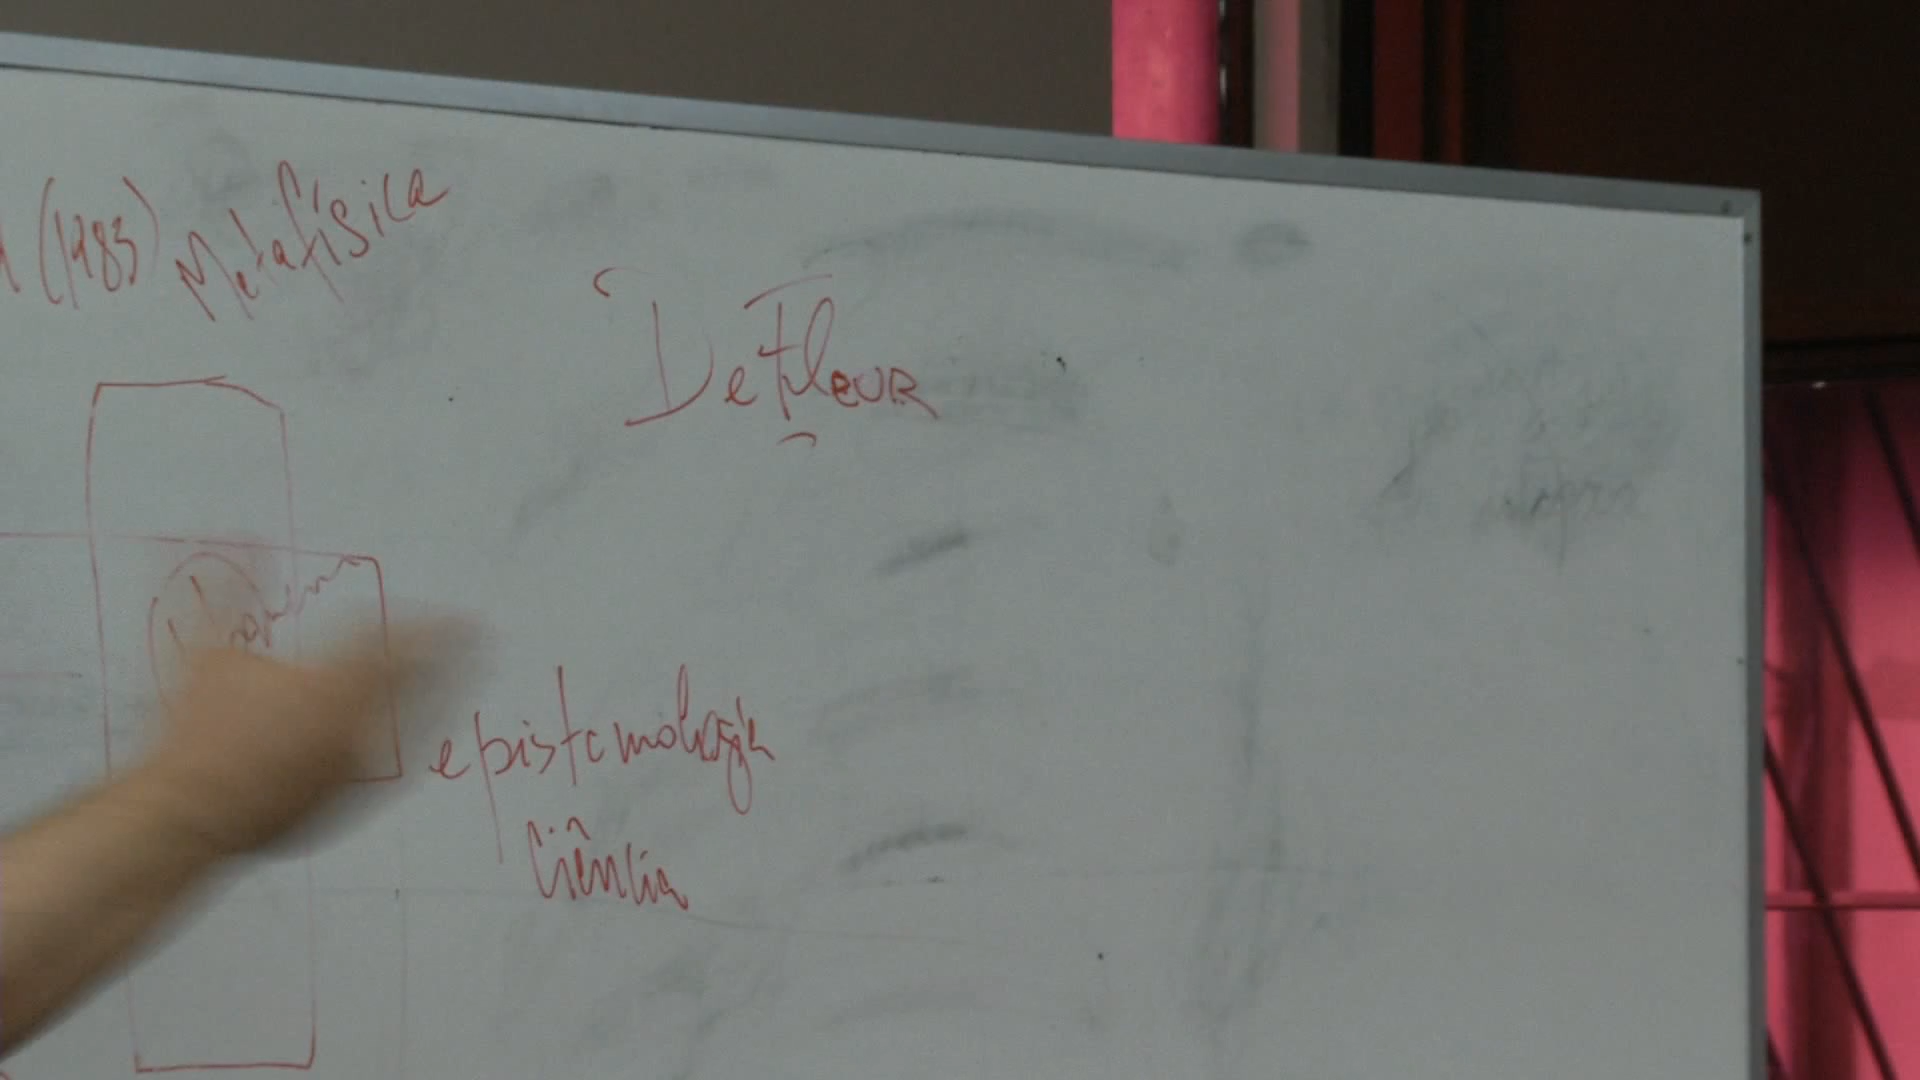 (1983) Metafísica
DeFleur
epistemologia
Ciência